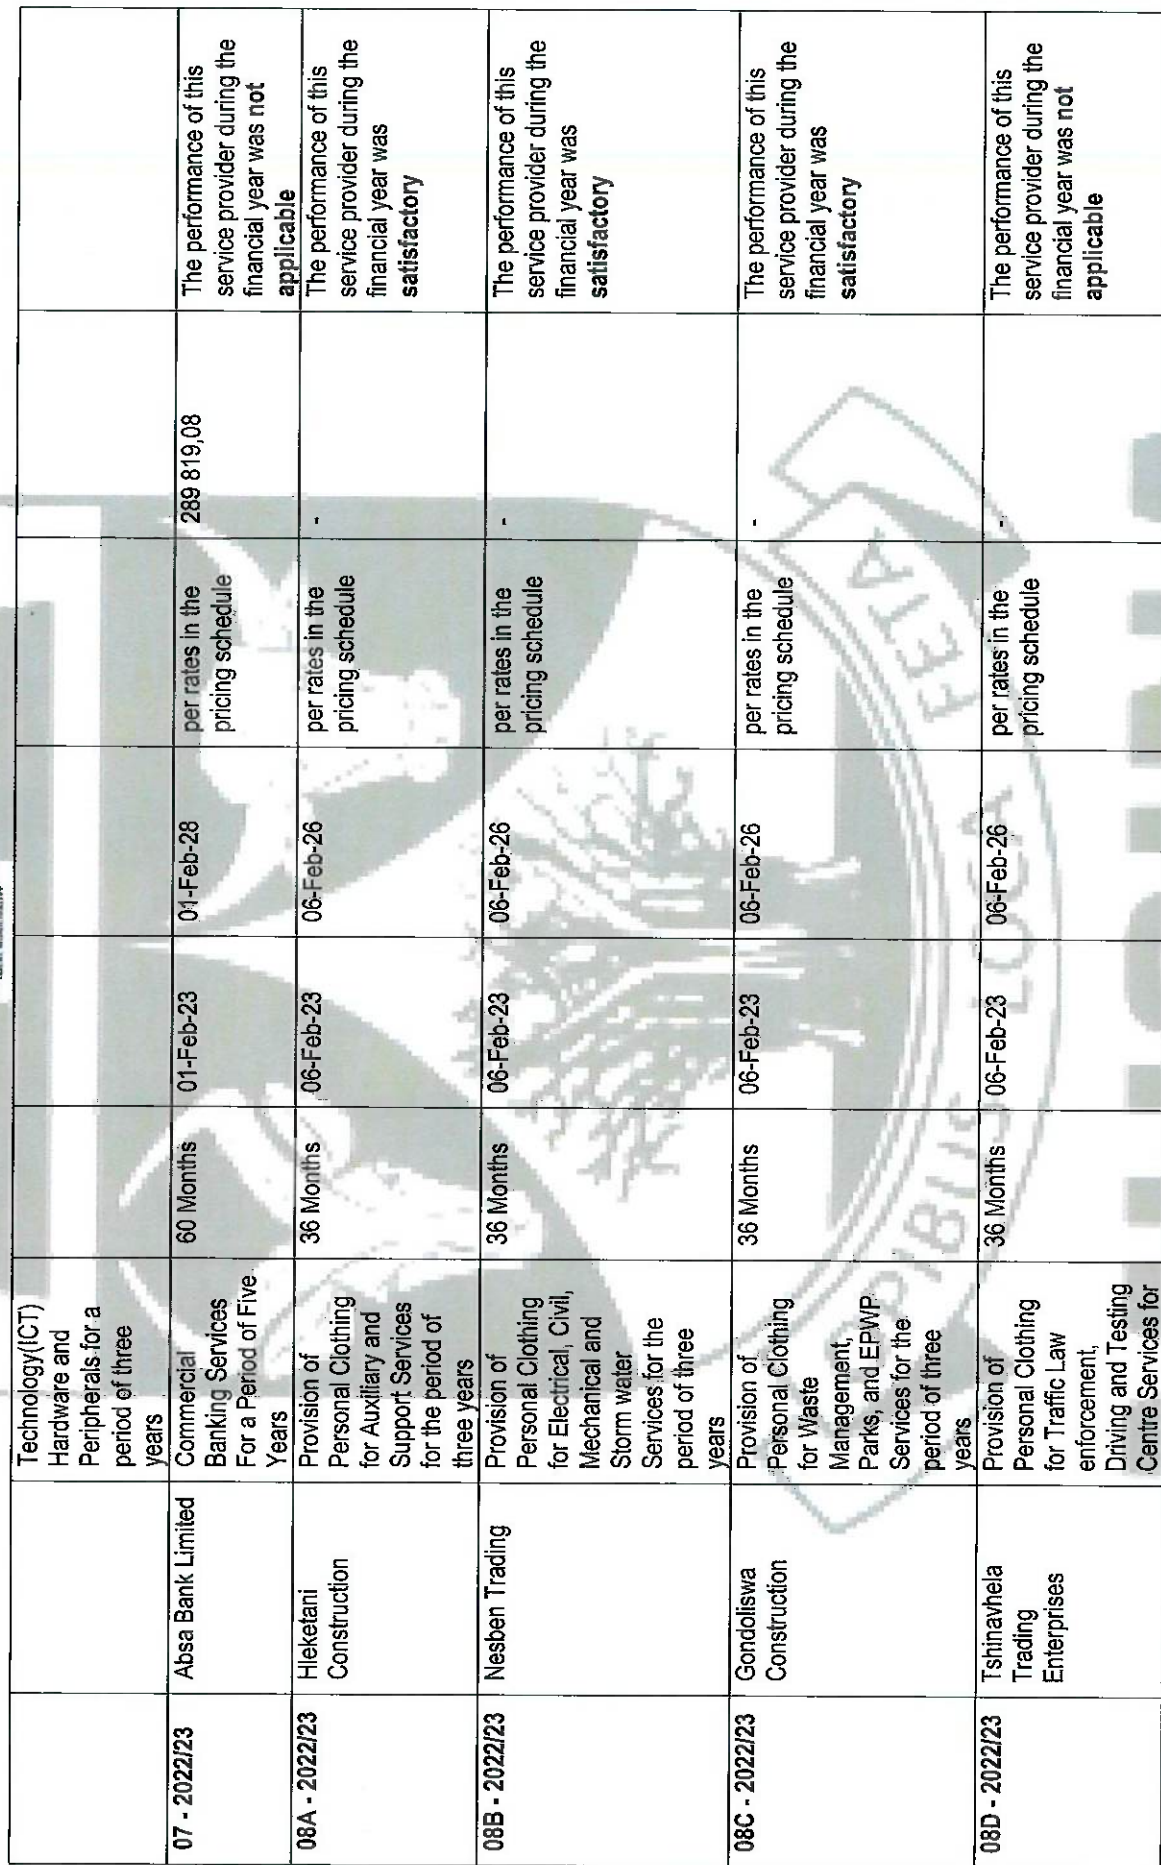 Technology(ICT)
Hardware and
Peripherals for a
period of three
years
07 - 2022/23
Absa Bank Limited
Commercial
Banking Services
For a Period of Five
Years
60 Months
01-Feb-23
01-Feb-28
per rates in the
pricing schedule
289 819,08
The performance of this
service provider during the
financial year was not
applicable
08A - 2022/23
Hleketani
Construction
Provision of
Personal Clothing
for Auxiliary and
Support Services
for the period of
three years
36 Months
06-Feb-23
06-Feb-26
per rates in the
pricing schedule
-
The performance of this
service provider during the
financial year was
satisfactory
08B - 2022/23
Nesben Trading
Provision of
Personal Clothing
for Electrical, Civil,
Mechanical and
Storm water
Services for the
period of three
years
36 Months
06-Feb-23
06-Feb-26
per rates in the
pricing schedule
-
The performance of this
service provider during the
financial year was
satisfactory
08C - 2022/23
Gondoliswa
Construction
Provision of
Personal Clothing
for Waste
Management,
Parks, and EPWP
Services for the
period of three
years
36 Months
06-Feb-23
06-Feb-26
per rates in the
pricing schedule
-
The performance of this
service provider during the
financial year was
satisfactory
08D - 2022/23
Tshinavhela
Trading
Enterprises
Provision of
Personal Clothing
for Traffic Law
enforcement,
Driving and Testing
Centre Services for
36 Months
06-Feb-23
06-Feb-26
per rates in the
pricing schedule
-
The performance of this
service provider during the
financial year was not
applicable
LOCA FETA